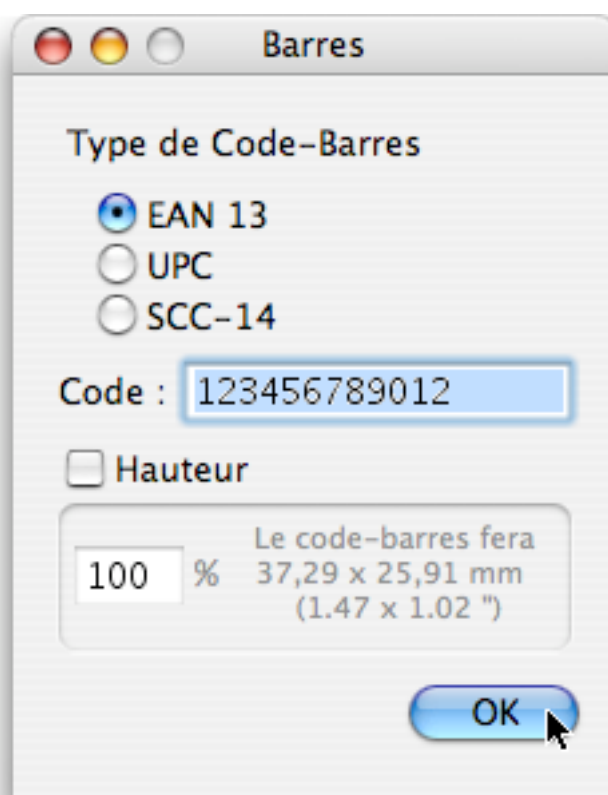 Barres
Type de Code-Barres
EAN 13
UPC
SCC-14
Code : 123456789012
Hauteur
100 % Le code-barres fera
37,29 x 25,91 mm
(1.47 x 1.02 ")
OK